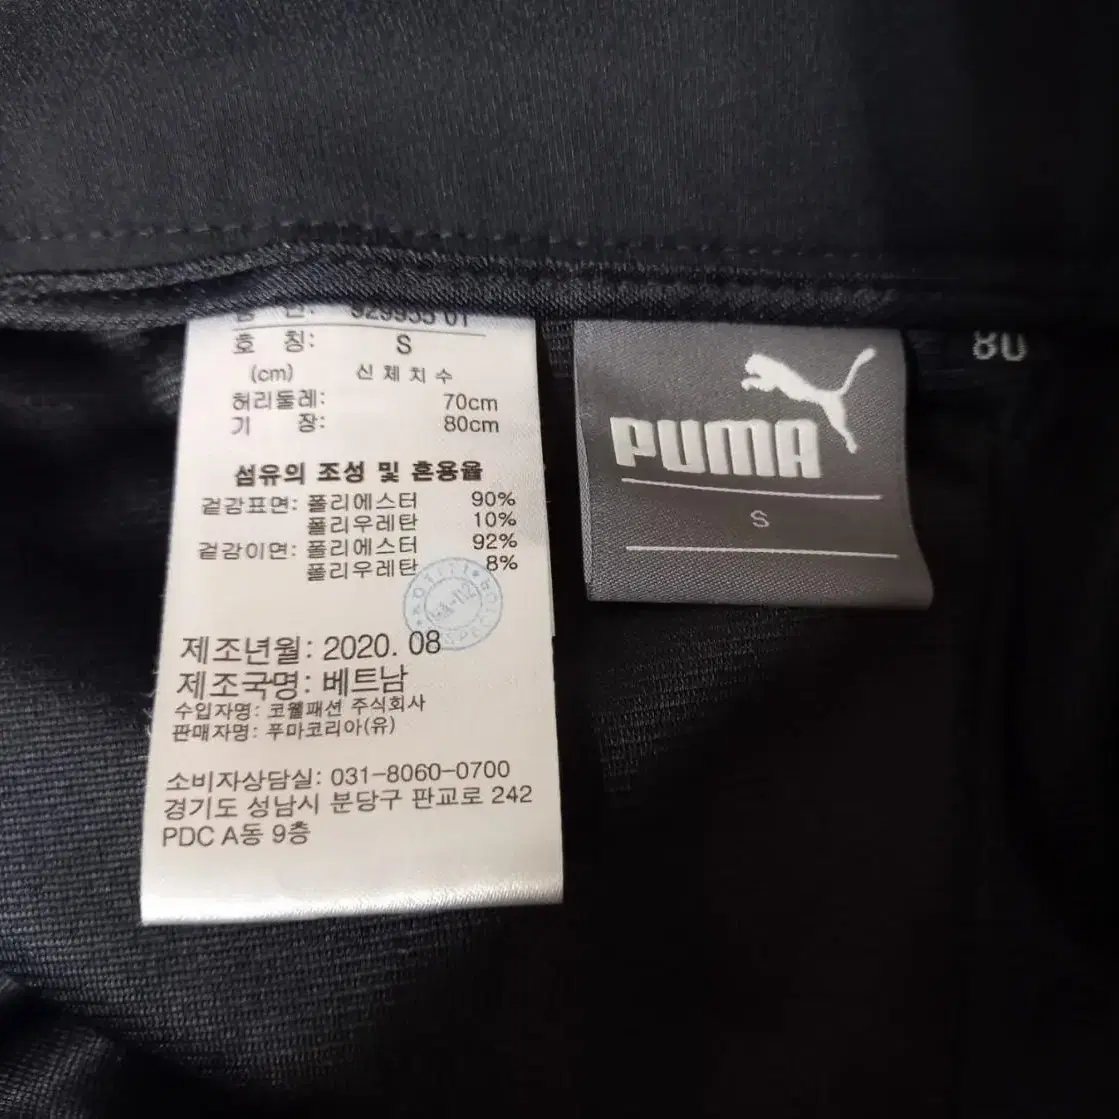 929935 01
호 칭: S
(cm) 신체치수
허리둘레: 70cm
기 장: 80cm
섬유의 조성 및 혼용율
겉감표면: 폴리에스터 90%
폴리우레탄 10%
겉감이면: 폴리에스터 92%
폴리우레탄 8%
제조년월: 2020. 08
제조국명: 베트남
수입자명: 코웰패션 주식회사
판매자명: 푸마코리아(유)
소비자상담실: 031-8060-0700
경기도 성남시 분당구 판교로 242
PDC A동 9층
PUMA
S
80